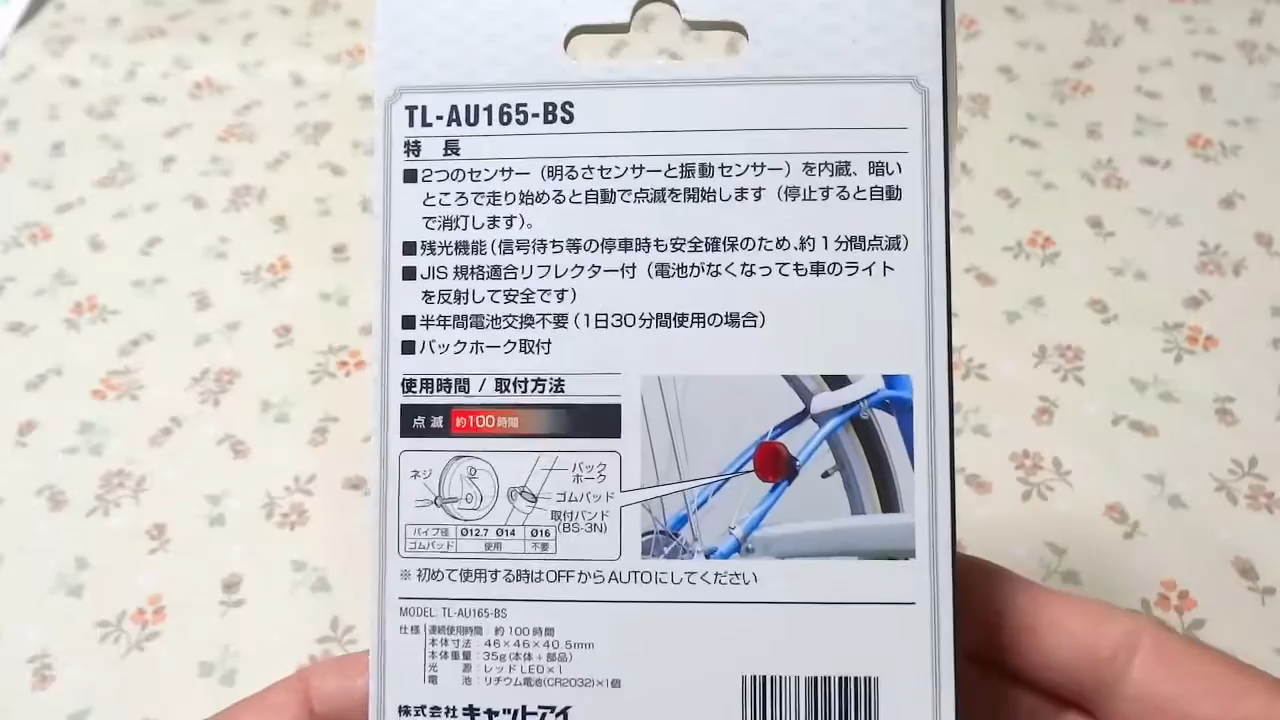 TL-AU165-BS
特 長
■2つのセンサー（明るさセンサーと振動センサー）を内蔵、暗い
ところで走り始めると自動で点滅を開始します（停止すると自動
で消灯します）。
■残光機能（信号待ち等の停車時も安全確保のため、約1分間点滅）
■JIS規格適合リフレクター付（電池がなくなっても車のライト
を反射して安全です）
■半年間電池交換不要（1日30分間使用の場合）
■バックホーク取付
使用時間 / 取付方法
点滅 約100時間
ネジ
バック
ホーク
ゴムパッド
取付バンド
(BS-3N)
パイプ径 Ø12.7 Ø14 Ø16
ゴムパッド 使用 不要
※ 初めて使用する時はOFFからAUTOにしてください
MODEL: TL-AU165-BS
仕様 連続使用時間：約100時間
本体寸法：46×46×40.5mm
本体重量：35g(本体＋部品)
光 源：レッドLED×1
電 池：リチウム電池(CR2032)×1個
株式会社 キャットアイ